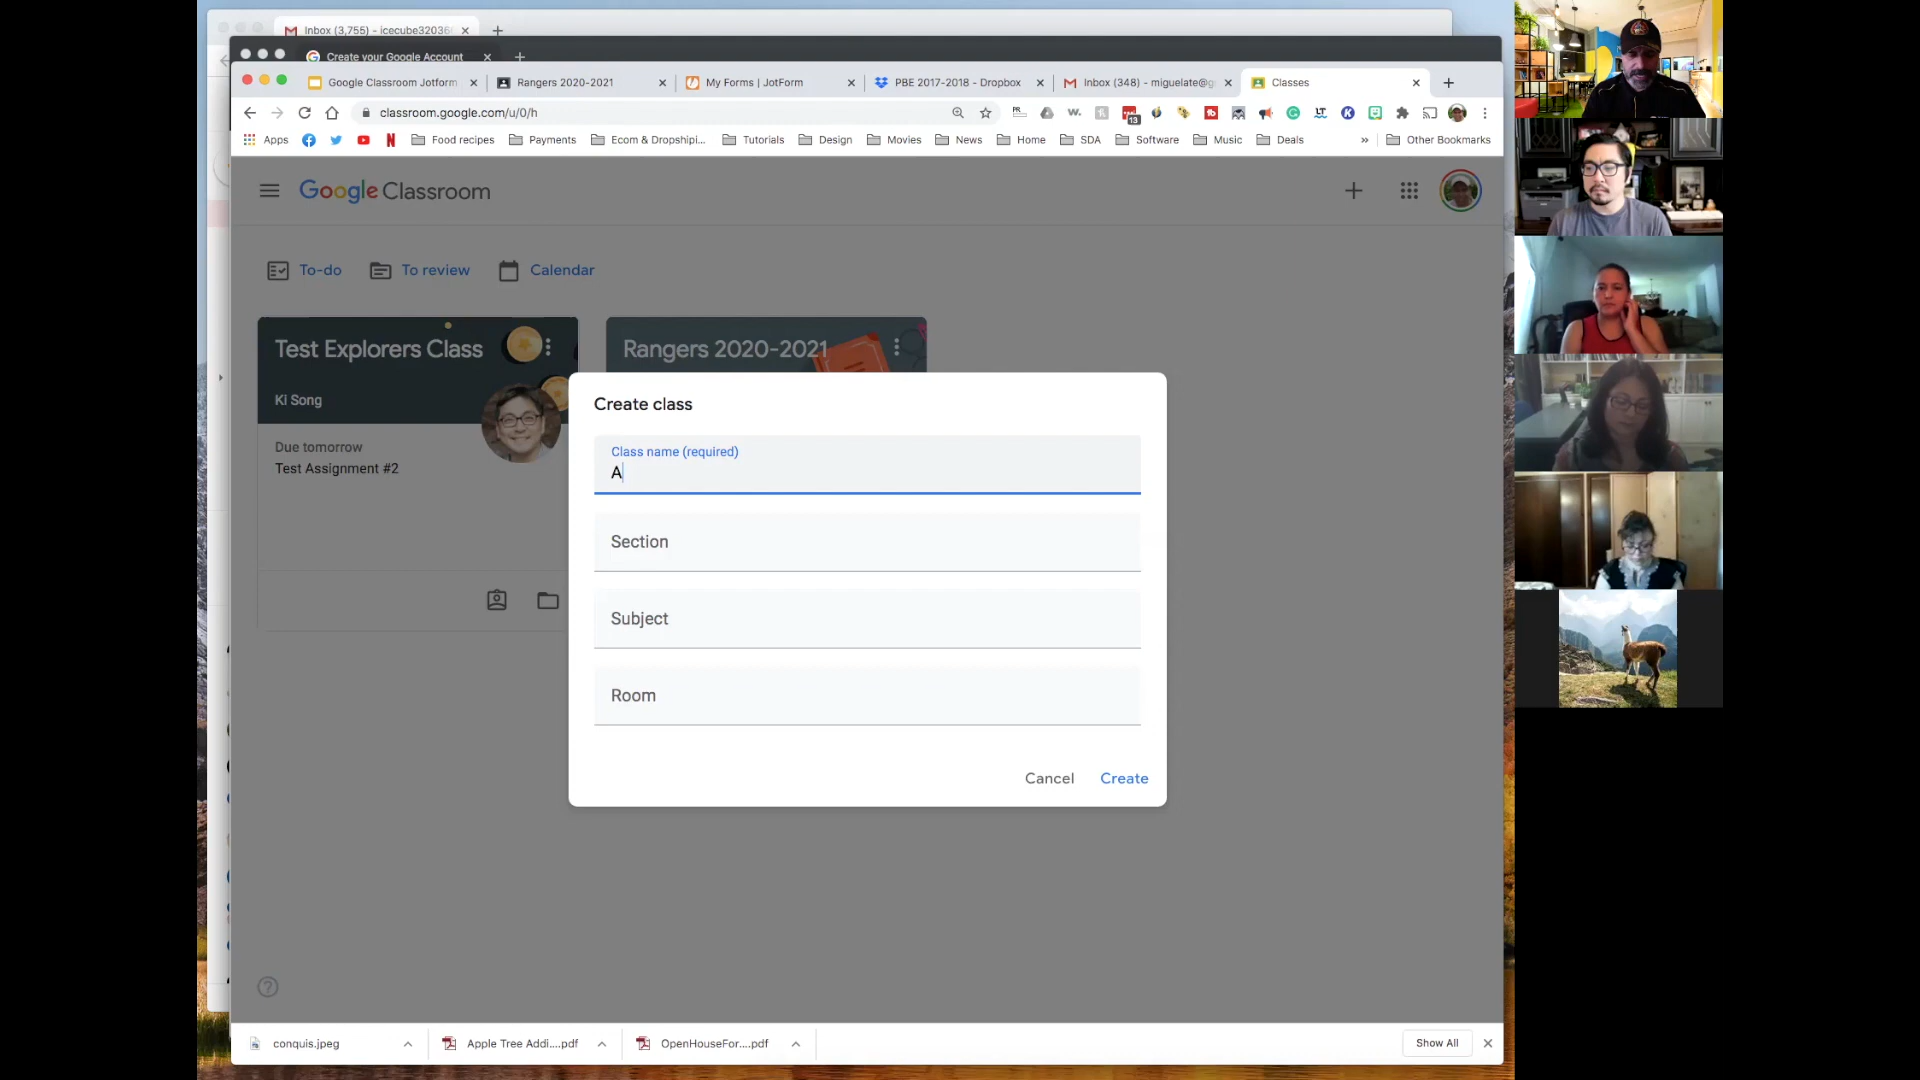 Inbox (3,755) - icecube32036
Create your Google Account
Google Classroom Jotform
Rangers 2020-2021
My Forms | JotForm
PBE 2017-2018 - Dropbox
Inbox (348) - miguelate@g
Classes
classroom.google.com/u/0/h
13
Apps
Food recipes
Payments
Ecom & Dropshipi...
Tutorials
Design
Movies
News
Home
SDA
Software
Music
Deals
»
Other Bookmarks
Google Classroom
To-do
To review
Calendar
Test Explorers Class
Ki Song
Due tomorrow
Test Assignment #2
Rangers 2020-2021
Create class
Class name (required)
A
Section
Subject
Room
Cancel
Create
conquis.jpeg
Apple Tree Addi....pdf
OpenHouseFor....pdf
Show All